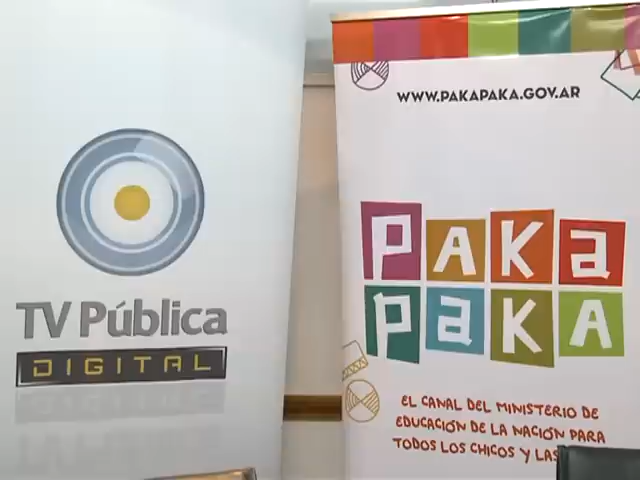 TV Pública
DIGITAL
WWW.PAKAPAKA.GOV.AR
PAKA
PAKA
EL CANAL DEL MINISTERIO DE
EDUCACIÓN DE LA NACIÓN PARA
TODOS LOS CHICOS Y LAS